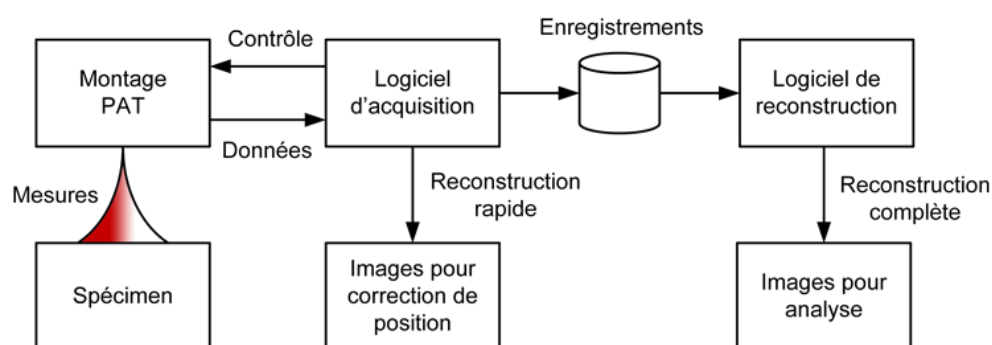 Enregistrements
Contrôle
Montage
PAT
Logiciel
d'acquisition
Logiciel de
reconstruction
Données
Mesures
Reconstruction
rapide
Reconstruction
complète
Spécimen
Images pour
correction de
position
Images pour
analyse